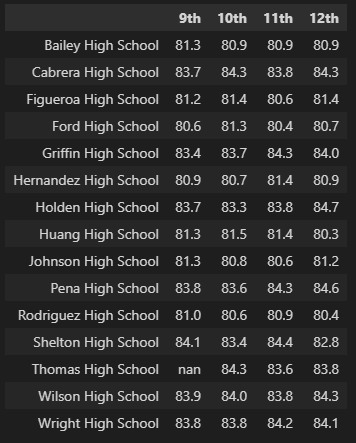 9th 10th 11th 12th
Bailey High School 81.3 80.9 80.9 80.9
Cabrera High School 83.7 84.3 83.8 84.3
Figueroa High School 81.2 81.4 80.6 81.4
Ford High School 80.6 81.3 80.4 80.7
Griffin High School 83.4 83.7 84.3 84.0
Hernandez High School 80.9 80.7 81.4 80.9
Holden High School 83.7 83.3 83.8 84.7
Huang High School 81.3 81.5 81.4 80.3
Johnson High School 81.3 80.8 80.6 81.2
Pena High School 83.8 83.6 84.3 84.6
Rodriguez High School 81.0 80.6 80.9 80.4
Shelton High School 84.1 83.4 84.4 82.8
Thomas High School nan 84.3 83.6 83.8
Wilson High School 83.9 84.0 83.8 84.3
Wright High School 83.8 83.8 84.2 84.1